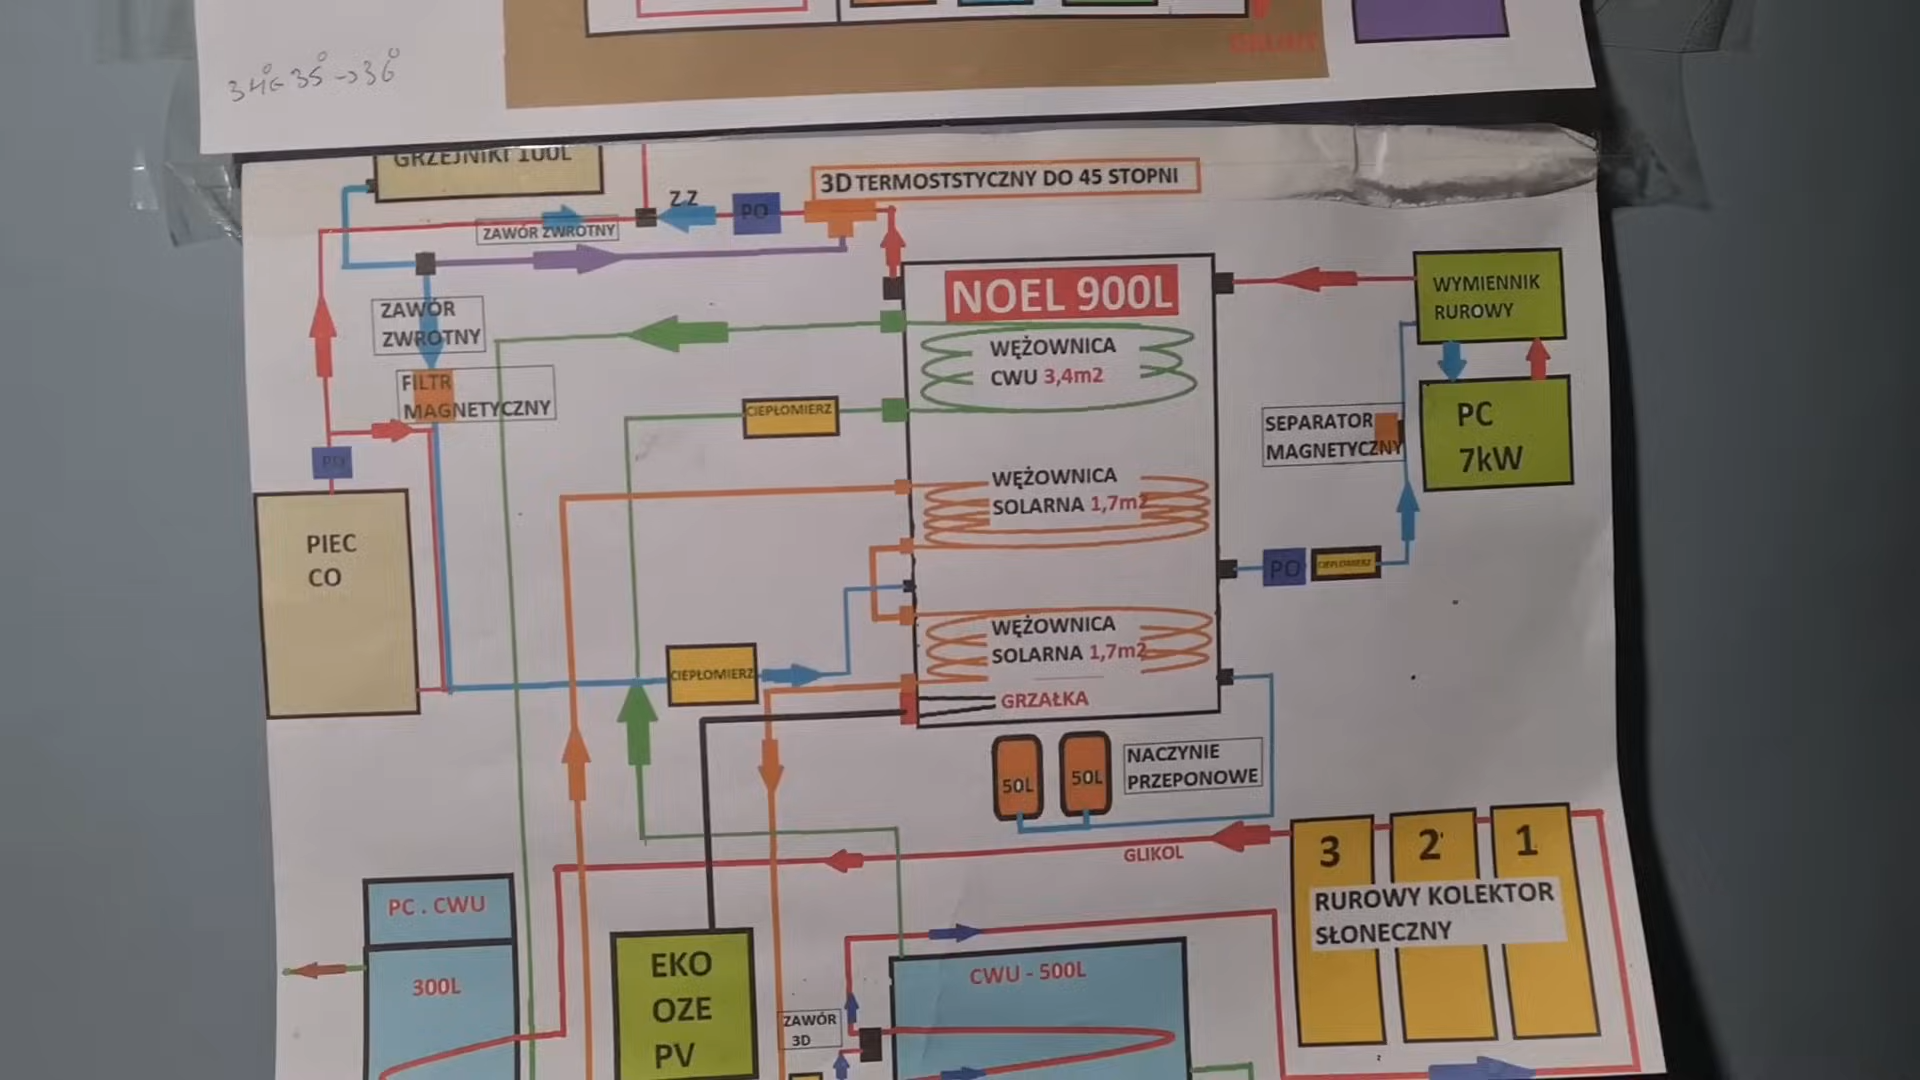 34°← 35° → 36°
GRZEJNIKI 100L
3D TERMOSTSTYCZNY DO 45 STOPNI
Z Z
PO
ZAWÓR ZWROTNY
NOEL 900L
WYMIENNIK
RUROWY
ZAWÓR
ZWROTNY
WĘŻOWNICA
CWU 3,4m2
FILTR
MAGNETYCZNY
CIEPŁOMIERZ
SEPARATOR
MAGNETYCZNY
PC
7kW
PO
WĘŻOWNICA
SOLARNA 1,7m2
PIEC
CO
PO
CIEPŁOMIERZ
WĘŻOWNICA
SOLARNA 1,7m2
CIEPŁOMIERZ
GRZAŁKA
50L
50L
NACZYNIE
PRZEPONOWE
GLIKOL
3
2
1
RUROWY KOLEKTOR
SŁONECZNY
PC . CWU
300L
EKO
OZE
PV
CWU - 500L
ZAWÓR
3D